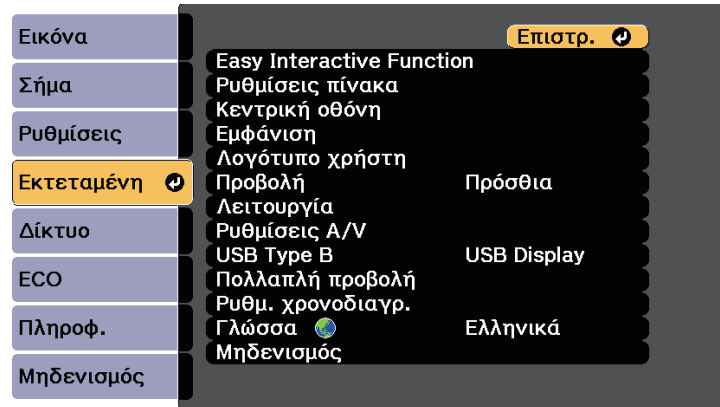 Εικόνα
Σήμα
Ρυθμίσεις
Εκτεταμένη
Δίκτυο
ECO
Πληροφ.
Μηδενισμός
Επιστρ.
Easy Interactive Function
Ρυθμίσεις πίνακα
Κεντρική οθόνη
Εμφάνιση
Λογότυπο χρήστη
Προβολή Πρόσθια
Λειτουργία
Ρυθμίσεις A/V
USB Type B USB Display
Πολλαπλή προβολή
Ρυθμ. χρονοδιαγρ.
Γλώσσα Ελληνικά
Μηδενισμός